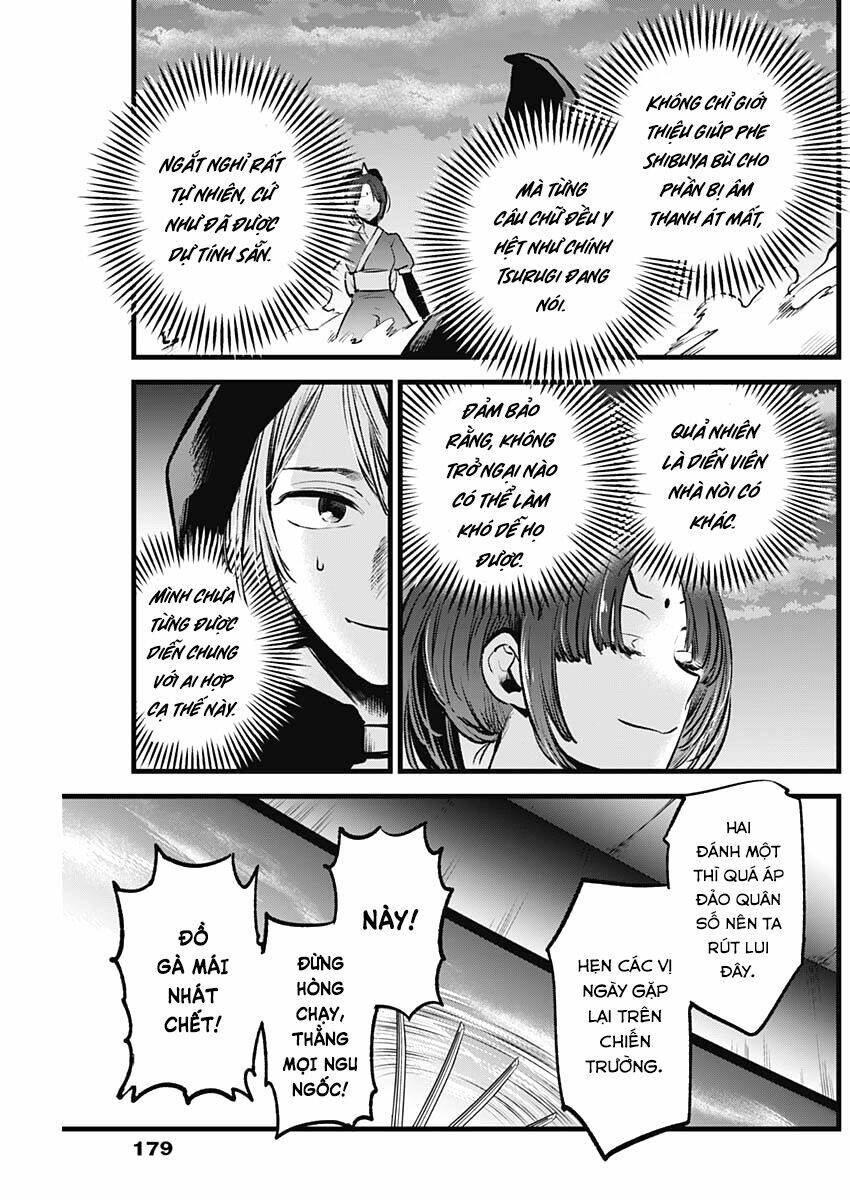 KHÔNG CHỈ GIỚI
THIỆU GIÚP PHE
SHIBUYA BÙ CHO
PHẦN BỊ ÂM
THANH ÁT MẤT,
MÀ TỪNG
CÂU CHỮ ĐỀU Y
HỆT NHƯ CHÍNH
TSURUGI ĐANG
NÓI.
NGẮT NGHỈ RẤT
TỰ NHIÊN, CỨ
NHƯ ĐÃ ĐƯỢC
DỰ TÍNH SẴN.
QUẢ NHIÊN
LÀ DIỄN VIÊN
NHÀ NÒI CÓ
KHÁC.
ĐẢM BẢO
RẰNG, KHÔNG
TRỞ NGẠI NÀO
CÓ THỂ LÀM
KHÓ DỄ HỌ
ĐƯỢC.
MÌNH CHƯA
TỪNG ĐƯỢC
DIỄN CHUNG
VỚI AI HỢP
CẠ THẾ NÀY.
HAI
ĐÁNH MỘT
THÌ QUÁ ÁP
ĐẢO QUÂN
SỐ NÊN TA
RÚT LUI
ĐÂY.
HẸN CÁC VỊ
NGÀY GẶP
LẠI TRÊN
CHIẾN
TRƯỜNG.
NÀY!
ĐỪNG
HÒNG
CHẠY,
THẰNG
MỌI NGU
NGỐC!
ĐỒ
GÀ MÁI
NHÁT
CHẾT!
179